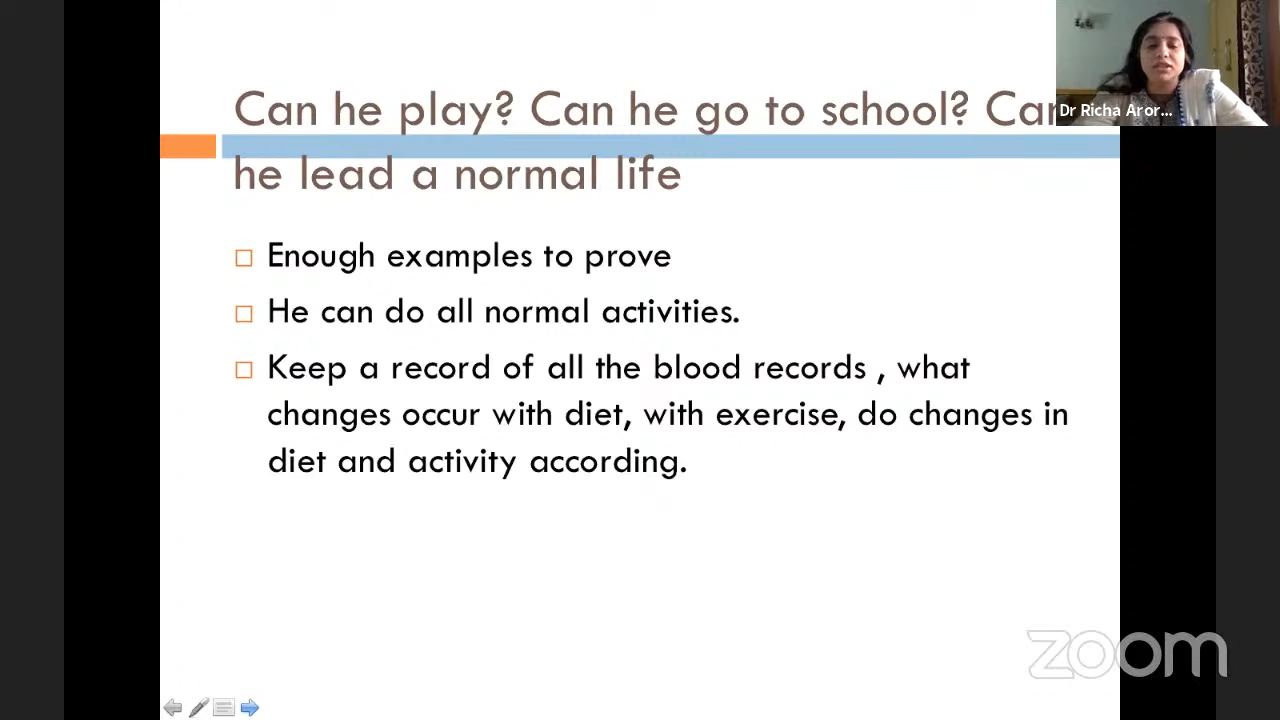 Can he play? Can he go to school? Can
he lead a normal life
Enough examples to prove
He can do all normal activities.
Keep a record of all the blood records , what
changes occur with diet, with exercise, do changes in
diet and activity according.
Dr Richa Aror...
zoom